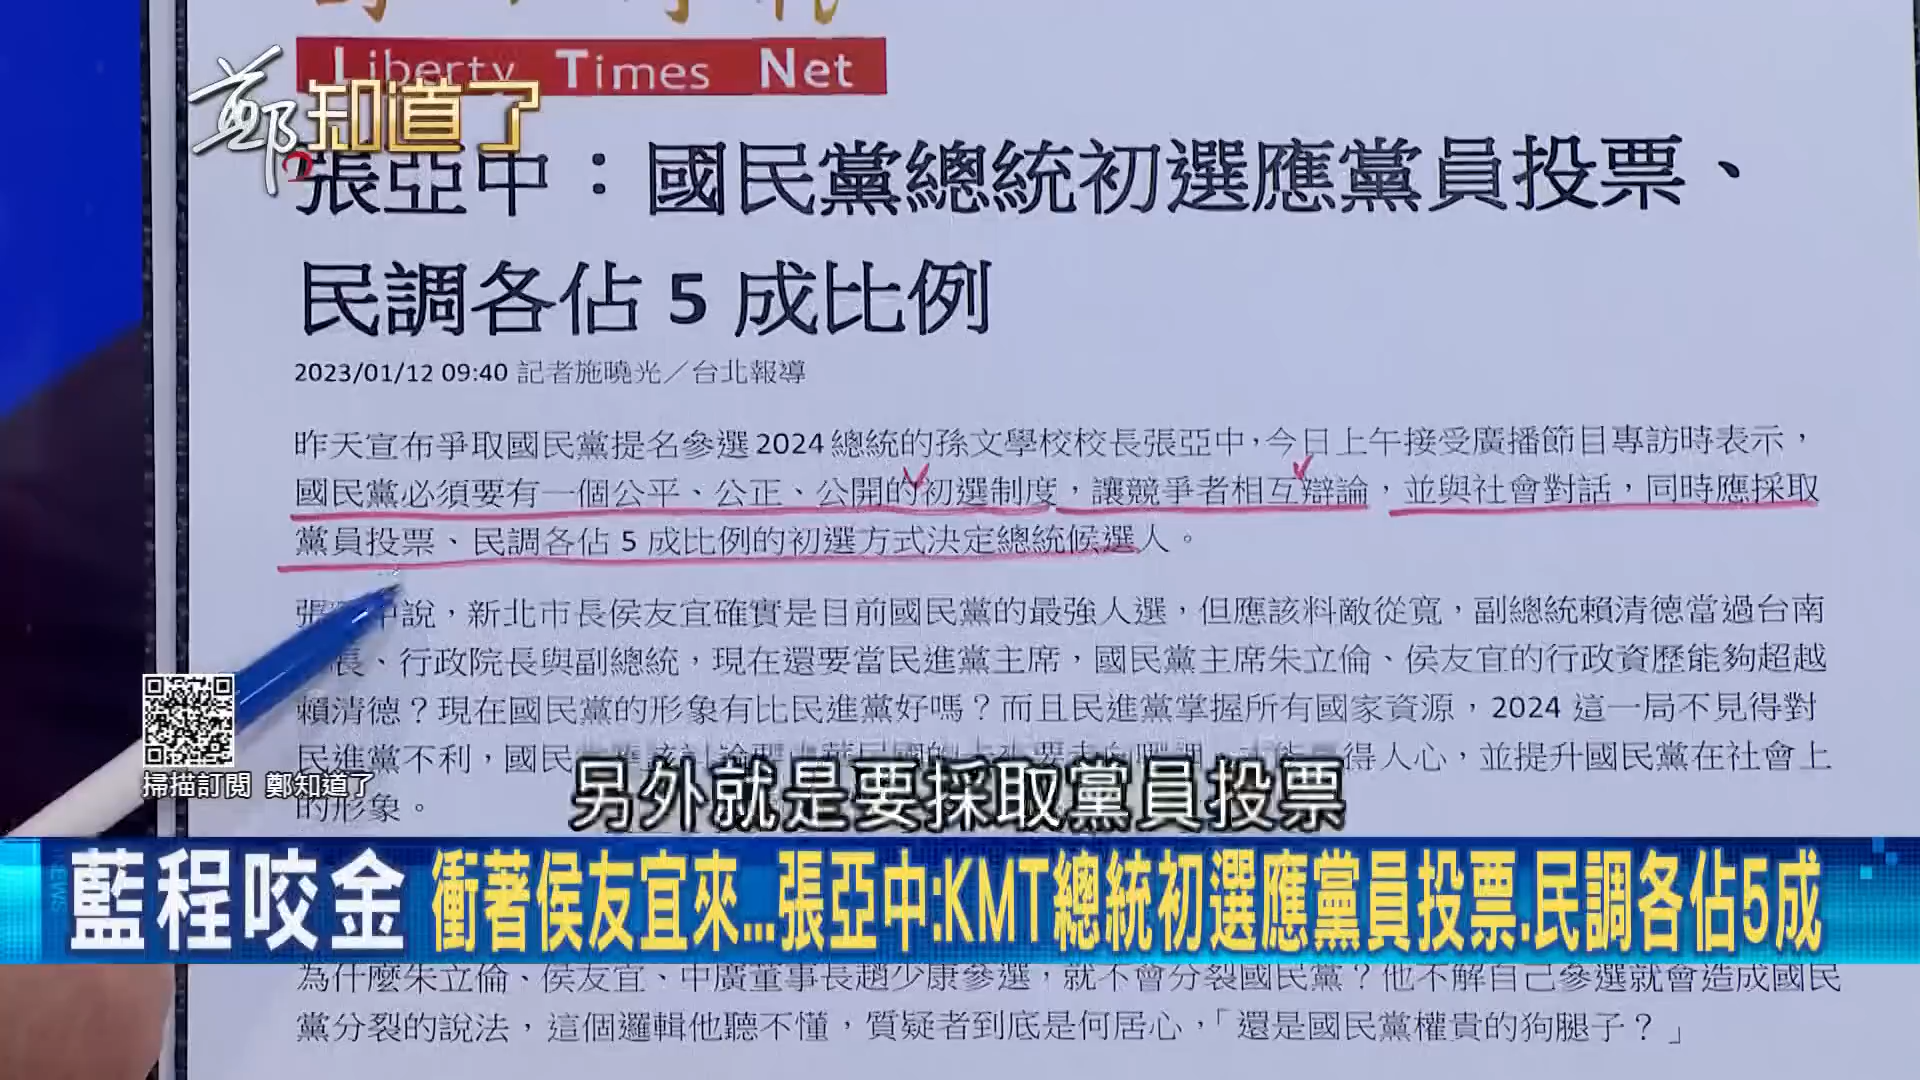 Liberty Times Net
鄭知道了
張亞中：國民黨總統初選應黨員投票、
民調各佔 5 成比例
2023/01/12 09:40 記者施曉光／台北報導
昨天宣布爭取國民黨提名參選 2024 總統的孫文學校校長張亞中，今日上午接受廣播節目專訪時表示，
國民黨必須要有一個公平、公正、公開的初選制度，讓競爭者相互辯論，並與社會對話，同時應採取
黨員投票、民調各佔 5 成比例的初選方式決定總統候選人。
張亞中說，新北市長侯友宜確實是目前國民黨的最強人選，但應該料敵從寬，副總統賴清德當過台南
長、行政院長與副總統，現在還要當民進黨主席，國民黨主席朱立倫、侯友宜的行政資歷能夠超越
賴清德？現在國民黨的形象有比民進黨好嗎？而且民進黨掌握所有國家資源，2024 這一局不見得對
民進黨不利，國民 得人心，並提升國民黨在社會上
的形象。
掃描訂閱 鄭知道了
另外就是要採取黨員投票
藍程咬金
衝著侯友宜來...張亞中:KMT總統初選應黨員投票.民調各佔5成
NEWS
為什麼朱立倫、侯友宜、中廣董事長趙少康參選，就不會分裂國民黨？他不解自己參選就會造成國民
黨分裂的說法，這個邏輯他聽不懂，質疑者到底是何居心，「還是國民黨權貴的狗腿子？」